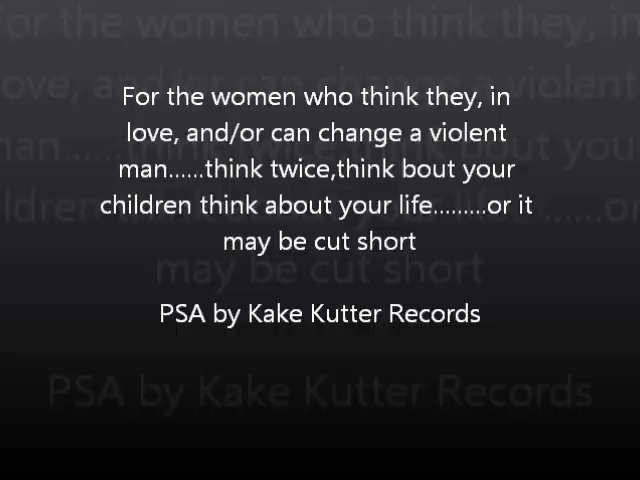 For the women who think they, in
love, and/or can change a violent
man......think twice,think bout your
children think about your life.........or it
may be cut short
PSA by Kake Kutter Records